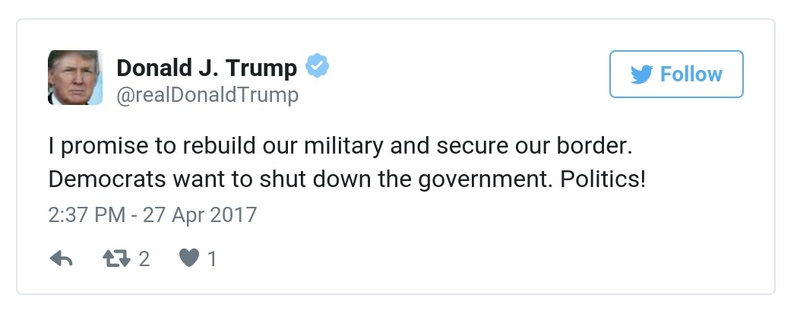 Donald J. Trump
@realDonaldTrump
Follow
I promise to rebuild our military and secure our border.
Democrats want to shut down the government. Politics!
2:37 PM - 27 Apr 2017
2 1